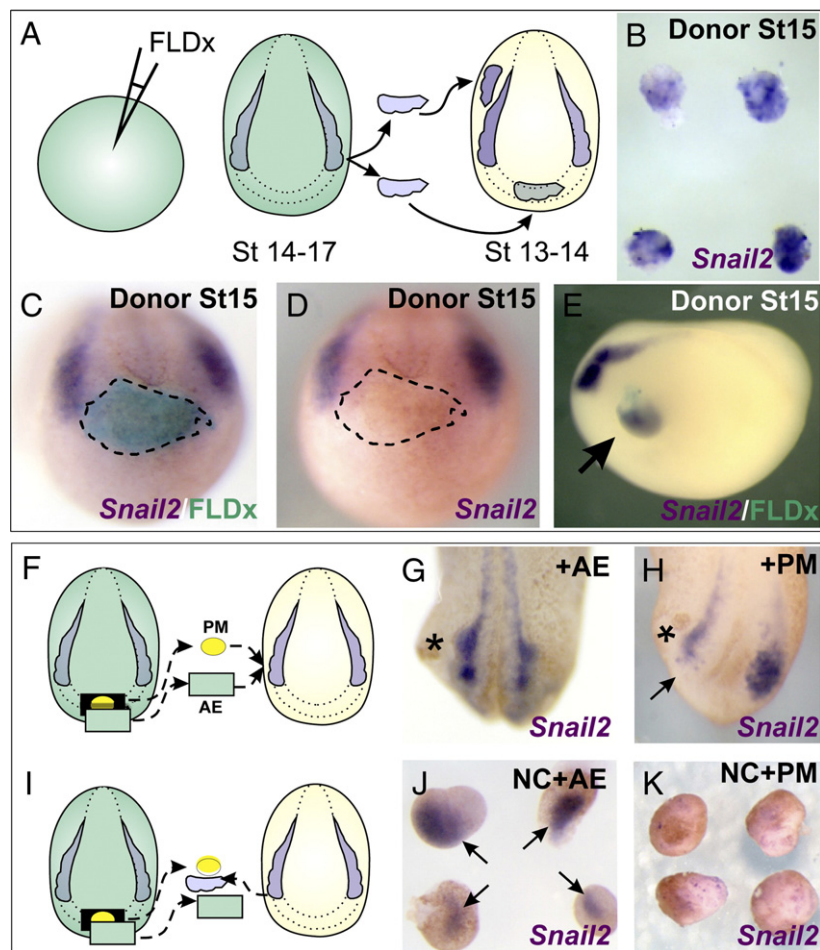 A
FLDx
St 14-17
St 13-14
B
Donor St15
Snail2
C
Donor St15
Snail2/FLDx
D
Donor St15
Snail2
E
Donor St15
Snail2/FLDx
F
PM
AE
G
+AE
*
Snail2
H
+PM
*
Snail2
I
J
NC+AE
Snail2
K
NC+PM
Snail2